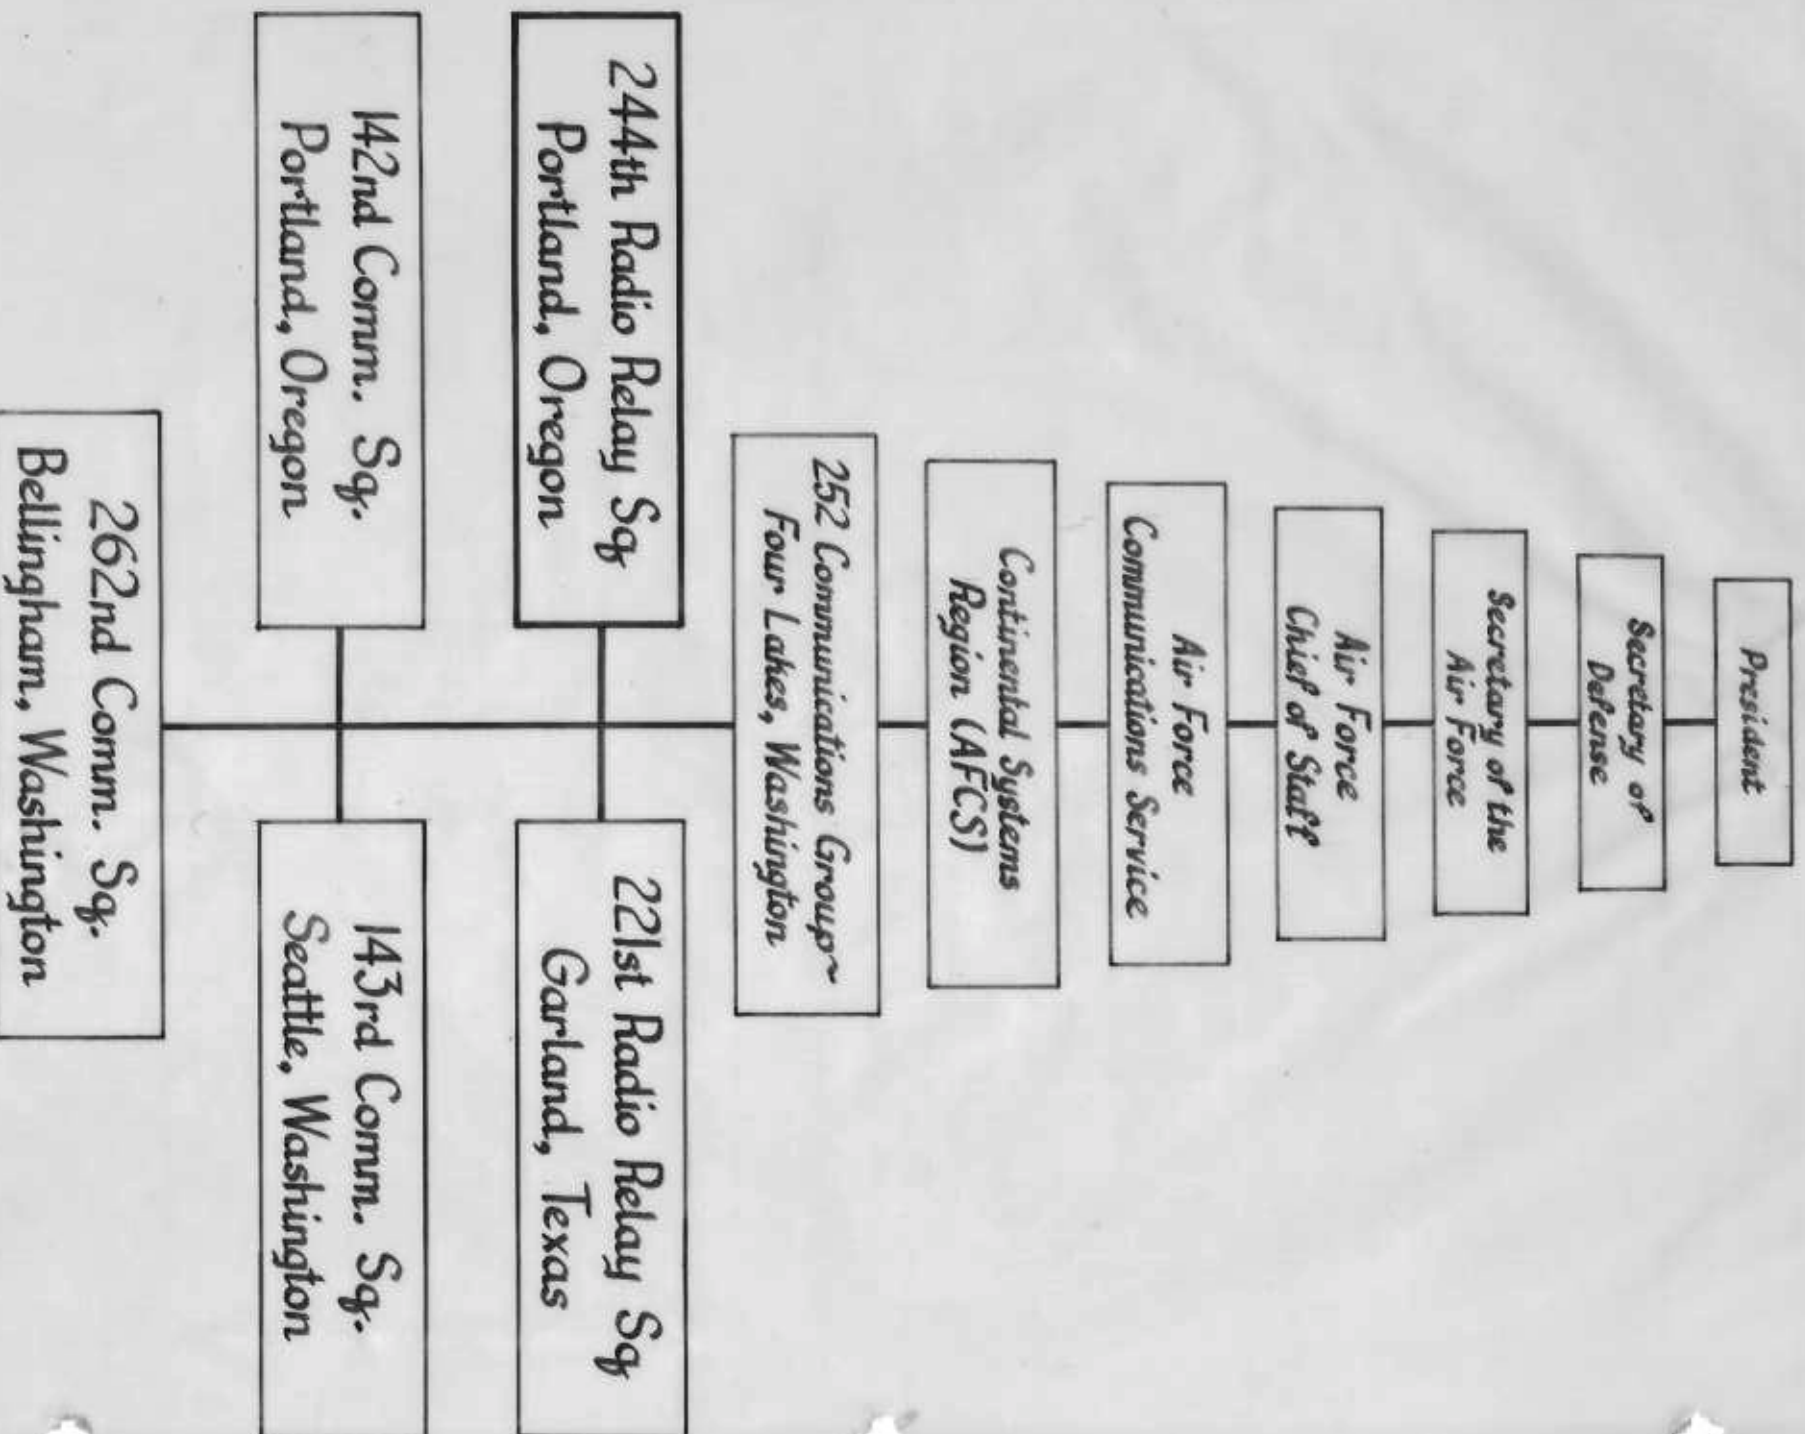 President
Secretary of
Defense
Secretary of the
Air Force
Air Force
Chief of Staff
Air Force
Communications Service
Continental Systems
Region (AFCS)
252 Communications Group~
Four Lakes, Washington
244th Radio Relay Sq
Portland, Oregon
221st Radio Relay Sq
Garland, Texas
142nd Comm. Sq.
Portland, Oregon
143rd Comm. Sq.
Seattle, Washington
262nd Comm. Sq.
Bellingham, Washington